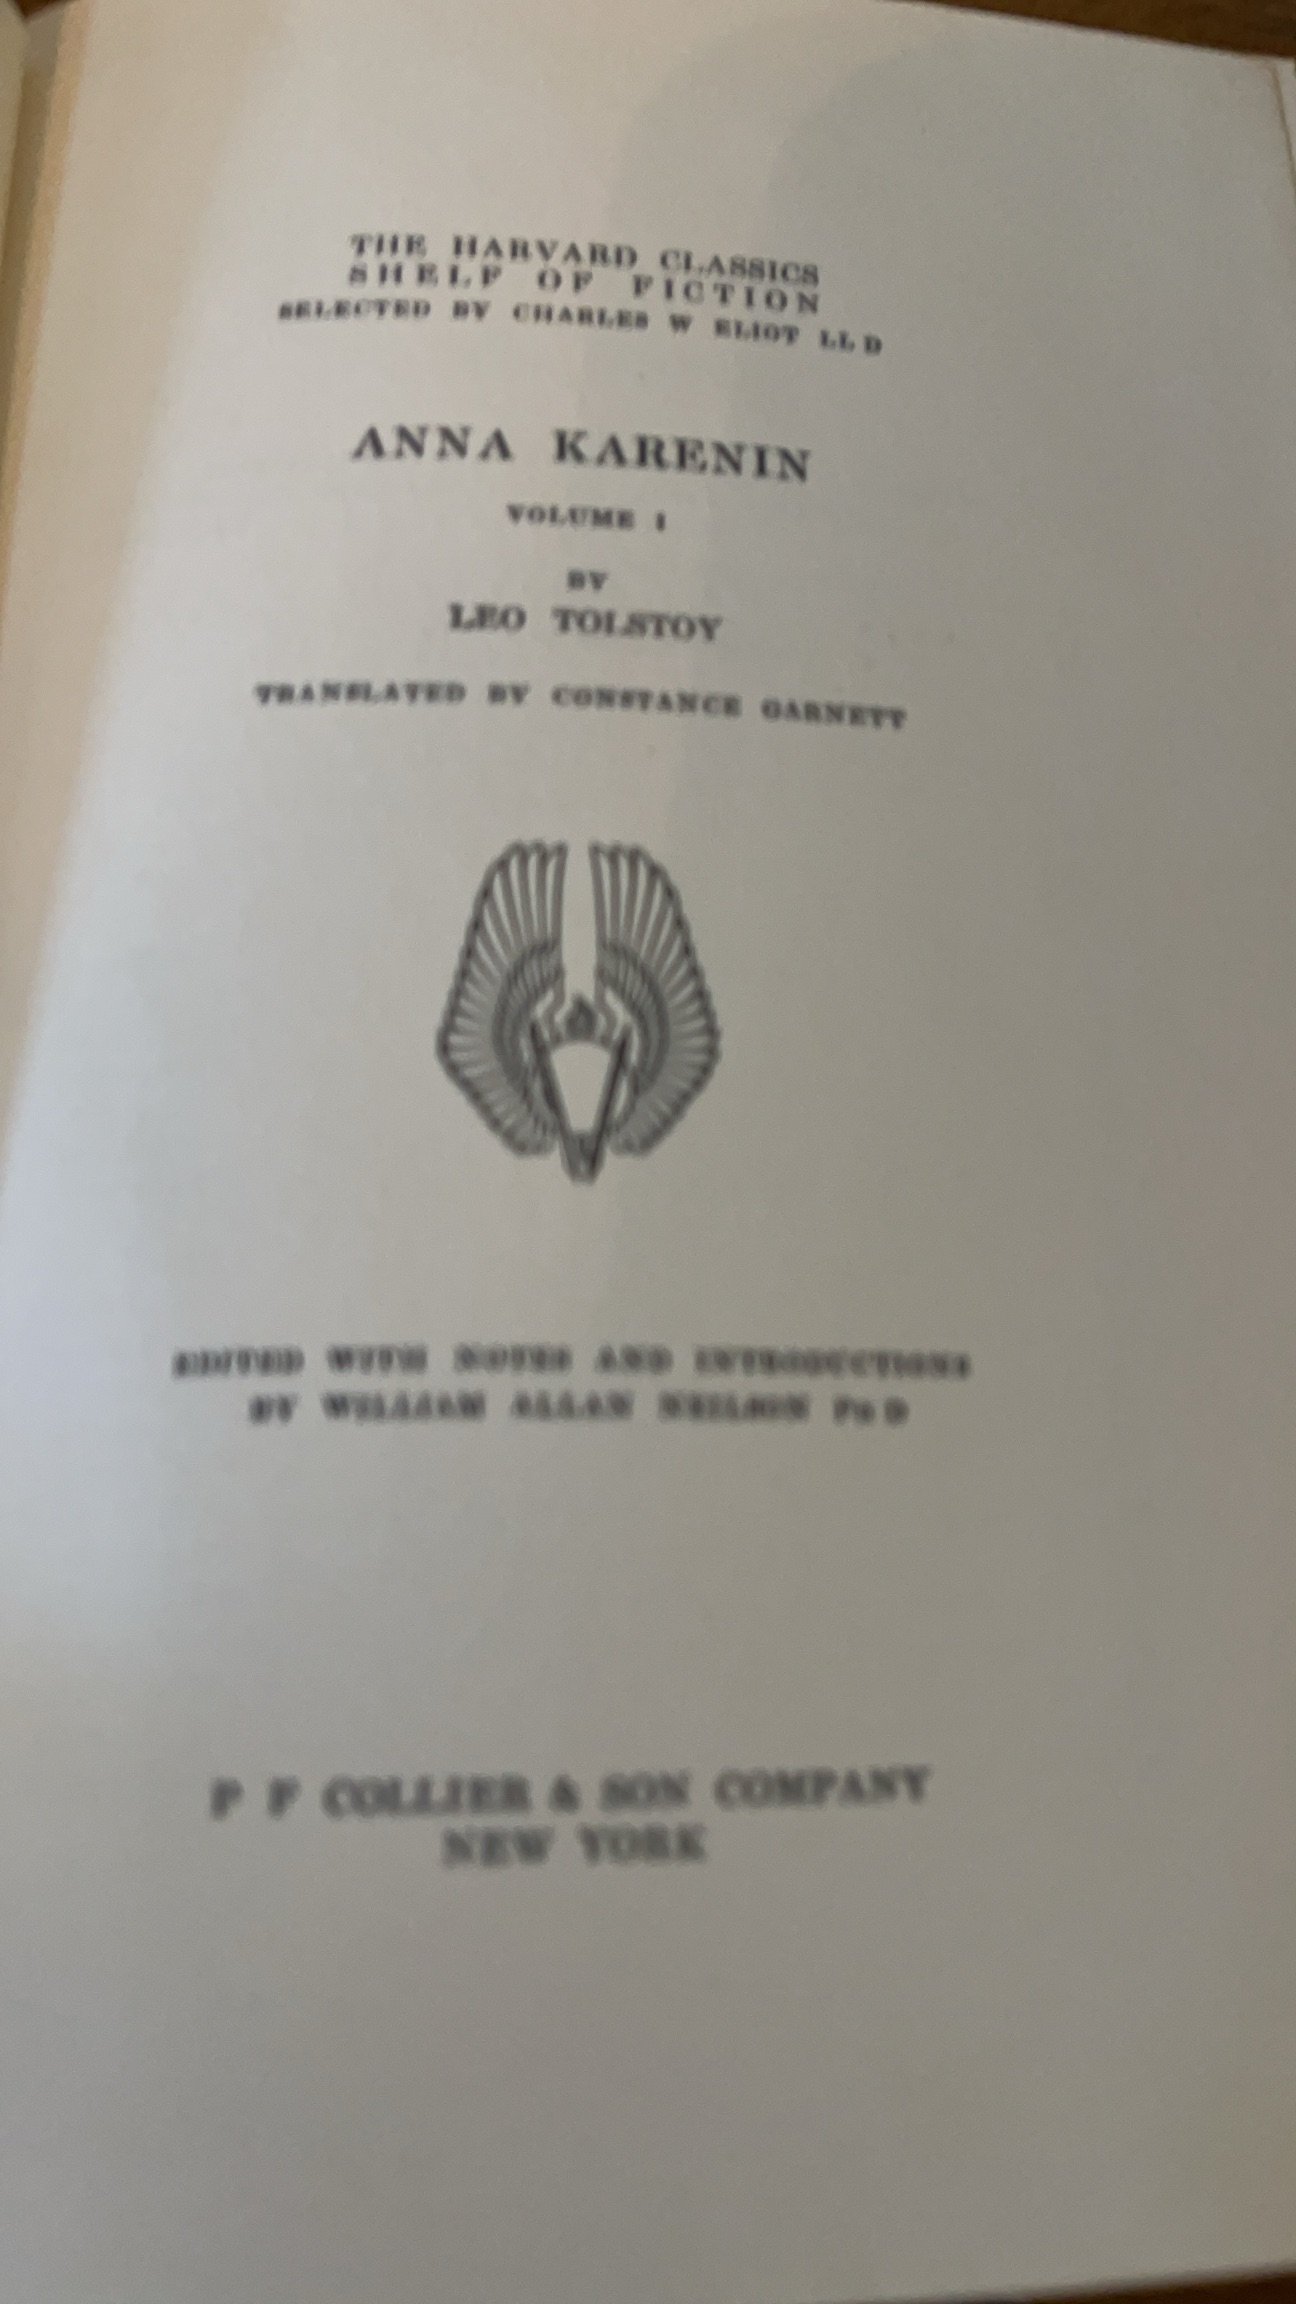 THE HARVARD CLASSICS
SHELF OF FICTION
SELECTED BY CHARLES W ELIOT LL D
ANNA KARENIN
VOLUME I
BY
LEO TOLSTOY
TRANSLATED BY CONSTANCE GARNETT
EDITED WITH NOTES AND INTRODUCTIONS
BY WILLIAM ALLAN NEILSON PH D
P F COLLIER & SON COMPANY
NEW YORK